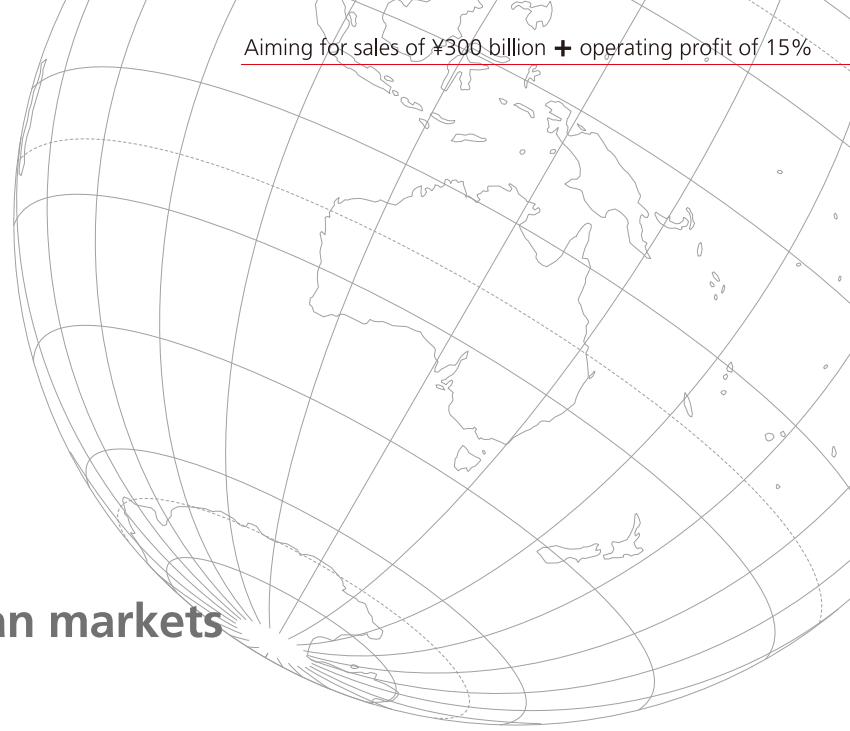 Aiming for sales of ¥300 billion + operating profit of 15%
markets